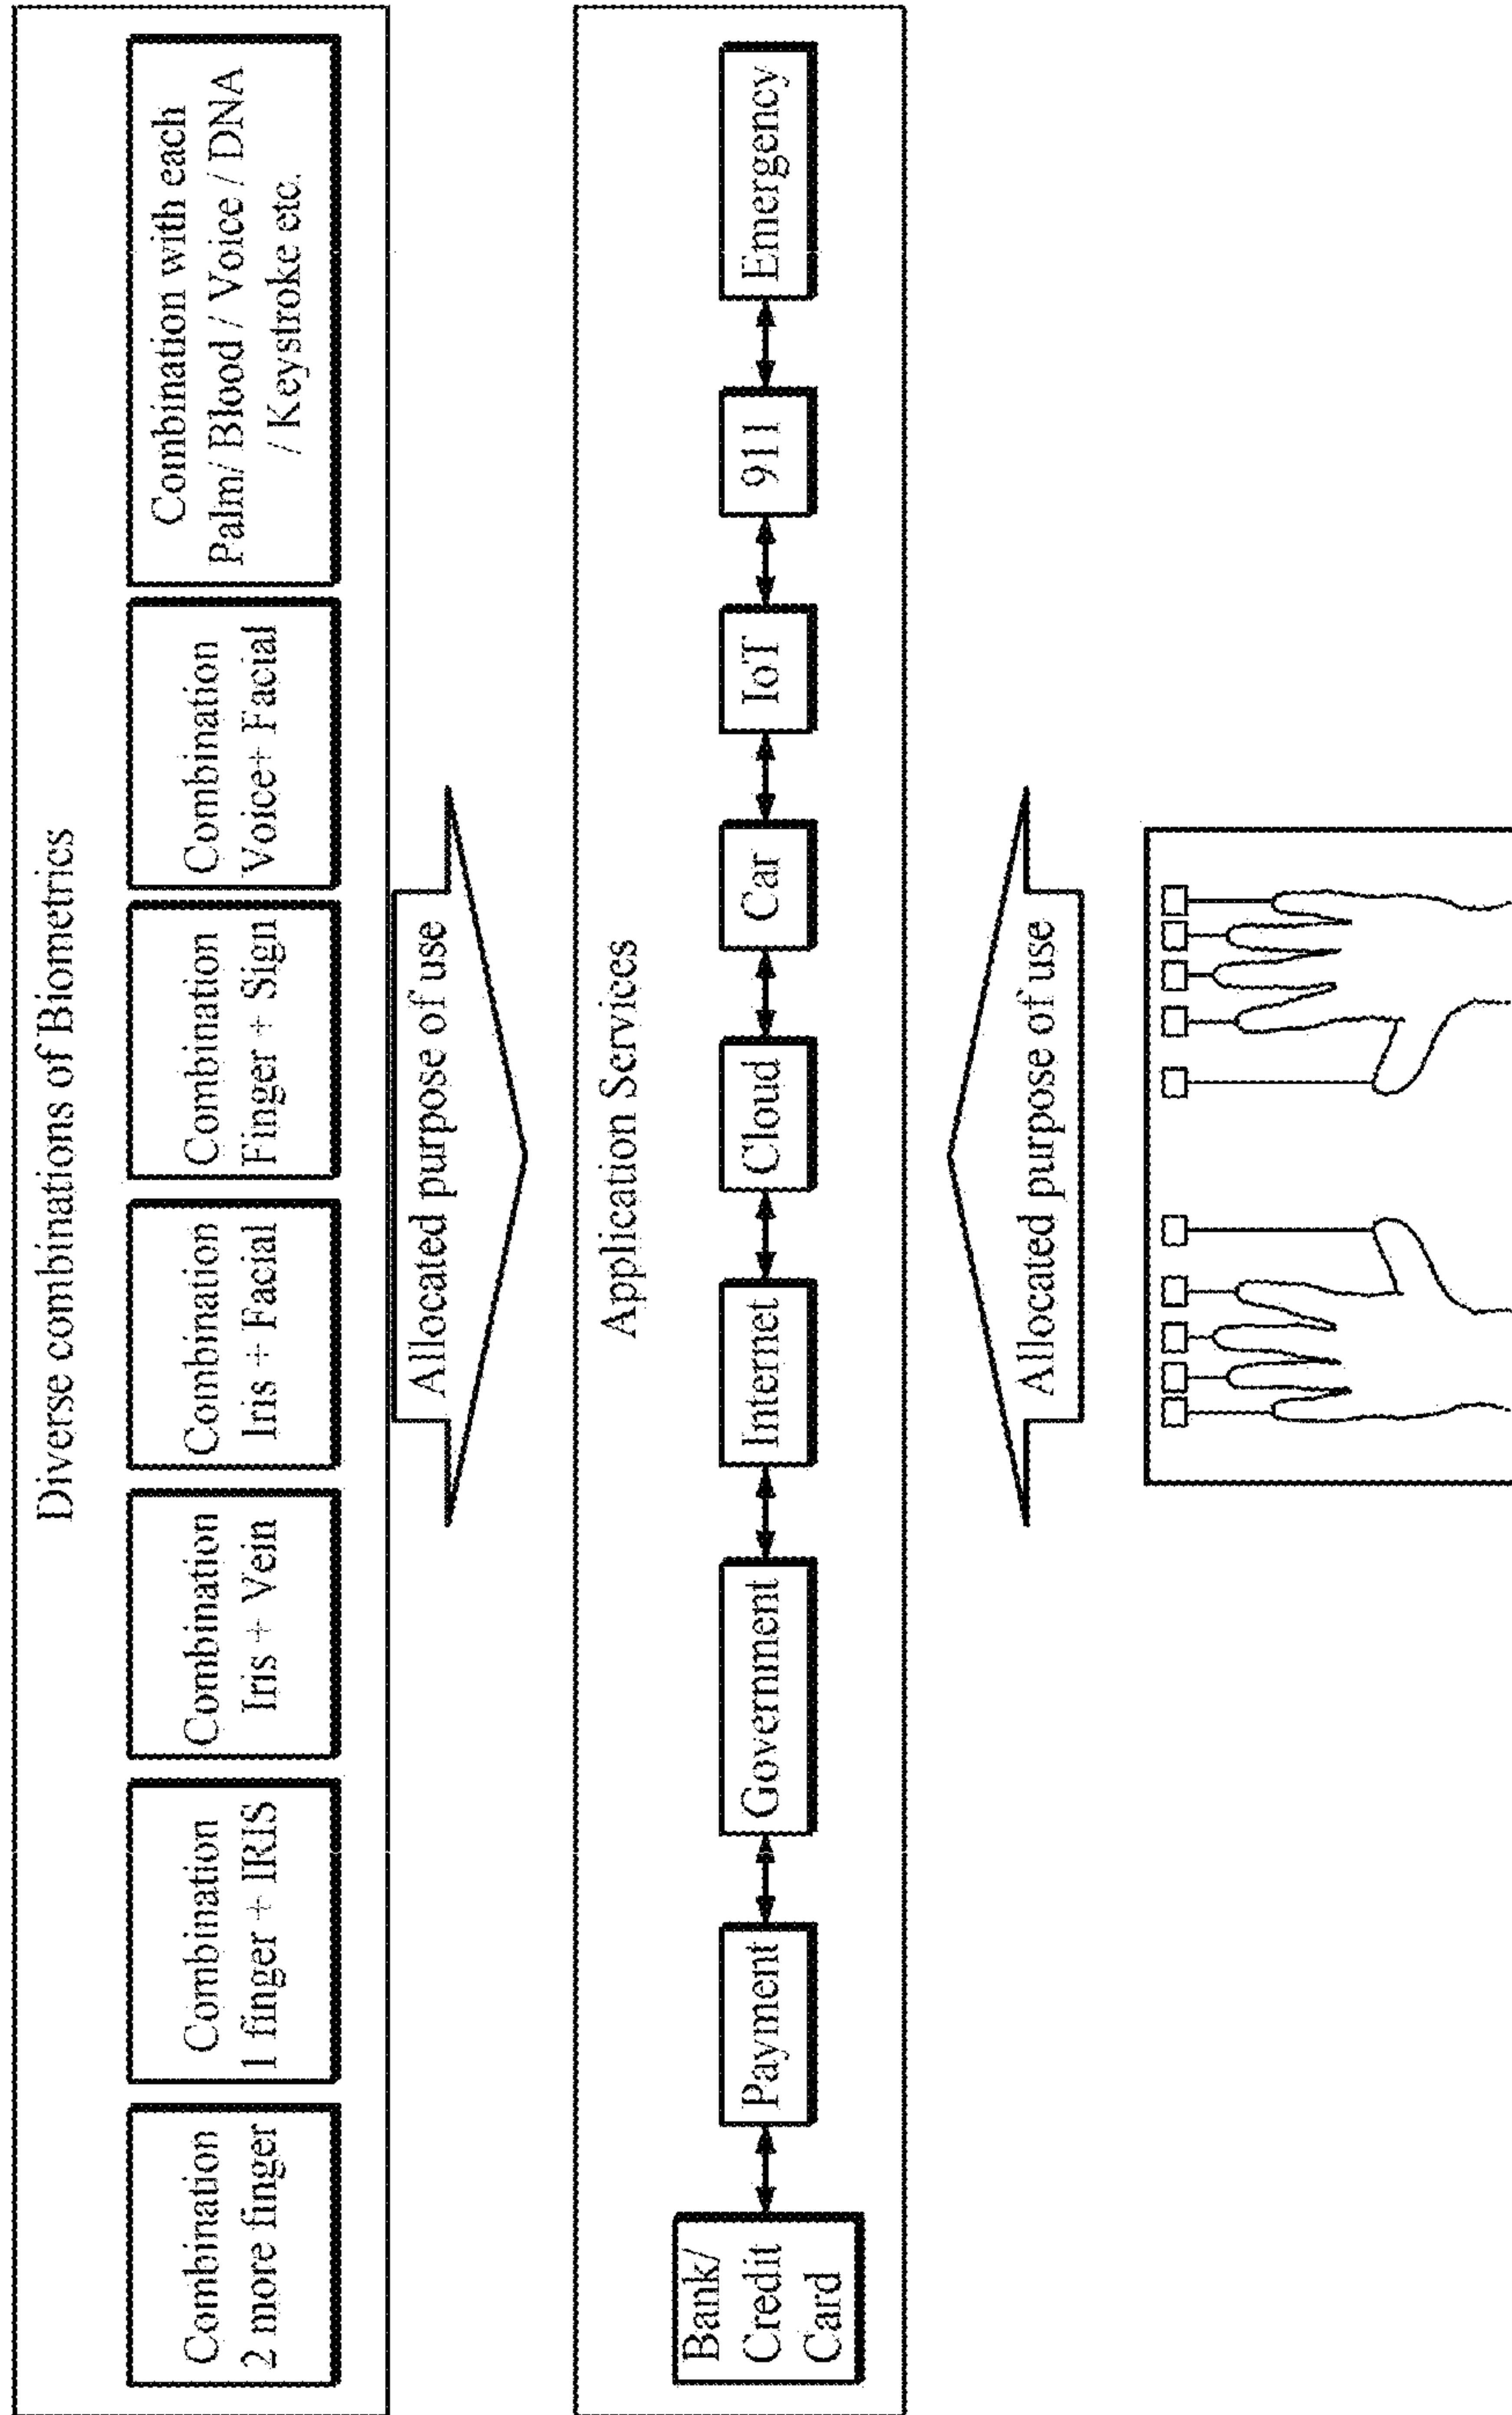 Diverse combinations of Biometrics
Combination
2 more finger
Combination
1 finger + IRIS
Combination
Iris + Vein
Combination
Iris + Facial
Combination
Finger + Sign
Combination
Voice+ Facial
Combination with each
Palm/ Blood / Voice / DNA
/ Keystroke etc.
Allocated purpose of use
Application Services
Bank/
Credit
Card
Payment
Government
Internet
Cloud
Car
IoT
911
Emergency
Allocated purpose of use